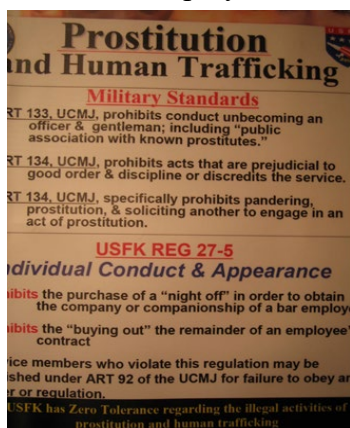 Prostitution
nd Human Trafficking
Military Standards
RT 133, UCMJ, prohibits conduct unbecoming an
officer & gentleman; including “public
association with known prostitutes.”
RT 134, UCMJ, prohibits acts that are prejudicial to
good order & discipline or discredits the service.
RT 134, UCMJ, specifically prohibits pandering,
prostitution, & soliciting another to engage in an
act of prostitution.
USFK REG 27-5
dividual Conduct & Appearance
ibits the purchase of a “night off” in order to obtain
the company or companionship of a bar employ
ibits the “buying out” the remainder of an employee’
contract
ice members who violate this regulation may be
ished under ART 92 of the UCMJ for failure to obey an
er or regulation.
USFK has Zero Tolerance regarding the illegal activities of
prostitution and human trafficking